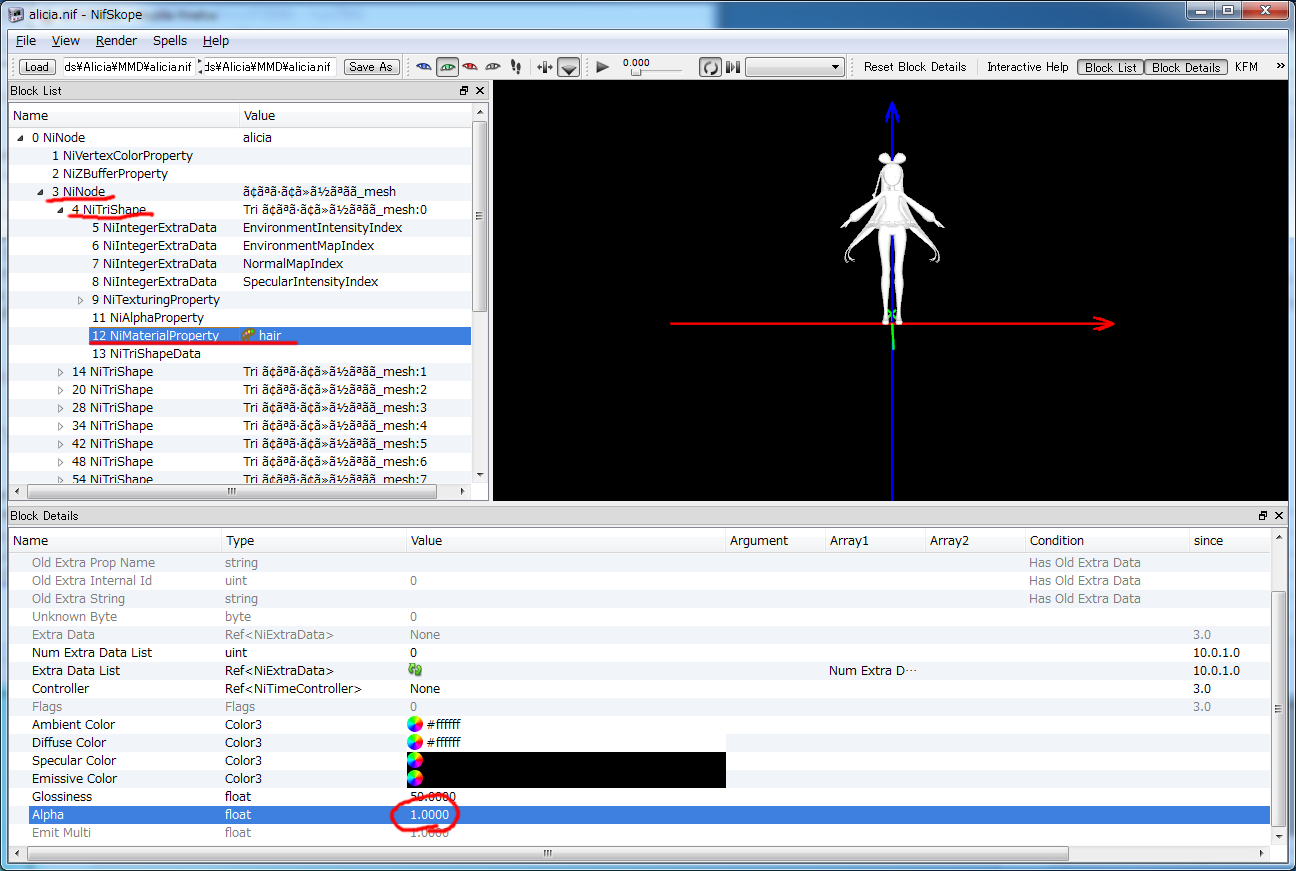 alicia.nif - NifSkope
File View Render Spells Help
Load ds¥Alicia¥MMD¥alicia.nif ds¥Alicia¥MMD¥alicia.nif Save As 0.000 Reset Block Details Interactive Help Block List Block Details KFM »
Block List
Name Value
0 NiNode alicia
1 NiVertexColorProperty
2 NiZBufferProperty
3 NiNode ã¢ãªã·ã¢ã»ã½ãªãã_mesh
4 NiTriShape Tri ã¢ãªã·ã¢ã»ã½ãªãã_mesh:0
5 NiIntegerExtraData EnvironmentIntensityIndex
6 NiIntegerExtraData EnvironmentMapIndex
7 NiIntegerExtraData NormalMapIndex
8 NiIntegerExtraData SpecularIntensityIndex
9 NiTexturingProperty
11 NiAlphaProperty
12 NiMaterialProperty hair
13 NiTriShapeData
14 NiTriShape Tri ã¢ãªã·ã¢ã»ã½ãªãã_mesh:1
20 NiTriShape Tri ã¢ãªã·ã¢ã»ã½ãªãã_mesh:2
28 NiTriShape Tri ã¢ãªã·ã¢ã»ã½ãªãã_mesh:3
34 NiTriShape Tri ã¢ãªã·ã¢ã»ã½ãªãã_mesh:4
42 NiTriShape Tri ã¢ãªã·ã¢ã»ã½ãªãã_mesh:5
48 NiTriShape Tri ã¢ãªã·ã¢ã»ã½ãªãã_mesh:6
54 NiTriShape Tri ã¢ãªã·ã¢ã»ã½ãªãã_mesh:7
Block Details
Name Type Value Argument Array1 Array2 Condition since
Old Extra Prop Name string Has Old Extra Data
Old Extra Internal Id uint 0 Has Old Extra Data
Old Extra String string Has Old Extra Data
Unknown Byte byte 0
Extra Data Ref<NiExtraData> None 3.0
Num Extra Data List uint 0 10.0.1.0
Extra Data List Ref<NiExtraData> Num Extra D… 10.0.1.0
Controller Ref<NiTimeController> None 3.0
Flags Flags 0 3.0
Ambient Color Color3 #ffffff
Diffuse Color Color3 #ffffff
Specular Color Color3
Emissive Color Color3
Glossiness float 50.0000
Alpha float 1.0000
Emit Multi float 1.0000